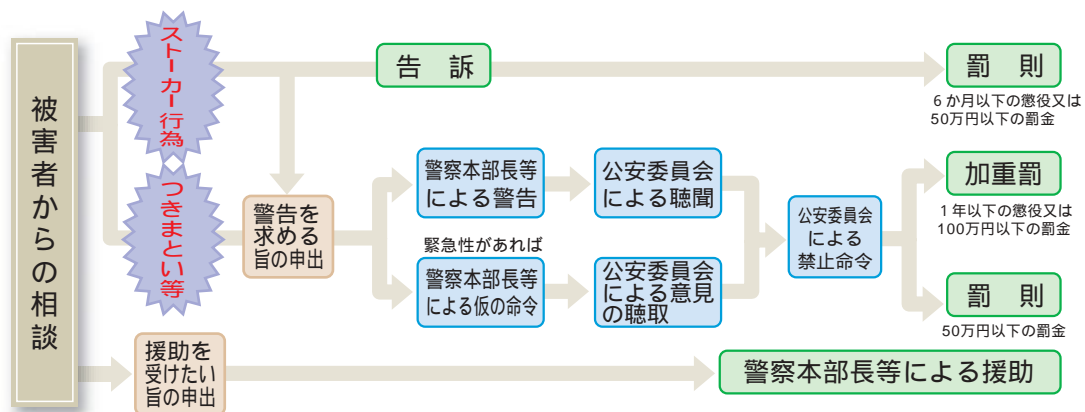 被害者からの相談
ストーカー行為
告　訴
罰　則
６か月以下の懲役又は
50万円以下の罰金
つきまとい等
警告を
求める
旨の申出
警察本部長等
による警告
公安委員会
による聴聞
緊急性があれば
警察本部長等
による仮の命令
公安委員会
による意見
の聴取
公安委員会
による
禁止命令
加重罰
１年以下の懲役又は
100万円以下の罰金
罰　則
50万円以下の罰金
援助を
受けたい
旨の申出
警察本部長等による援助